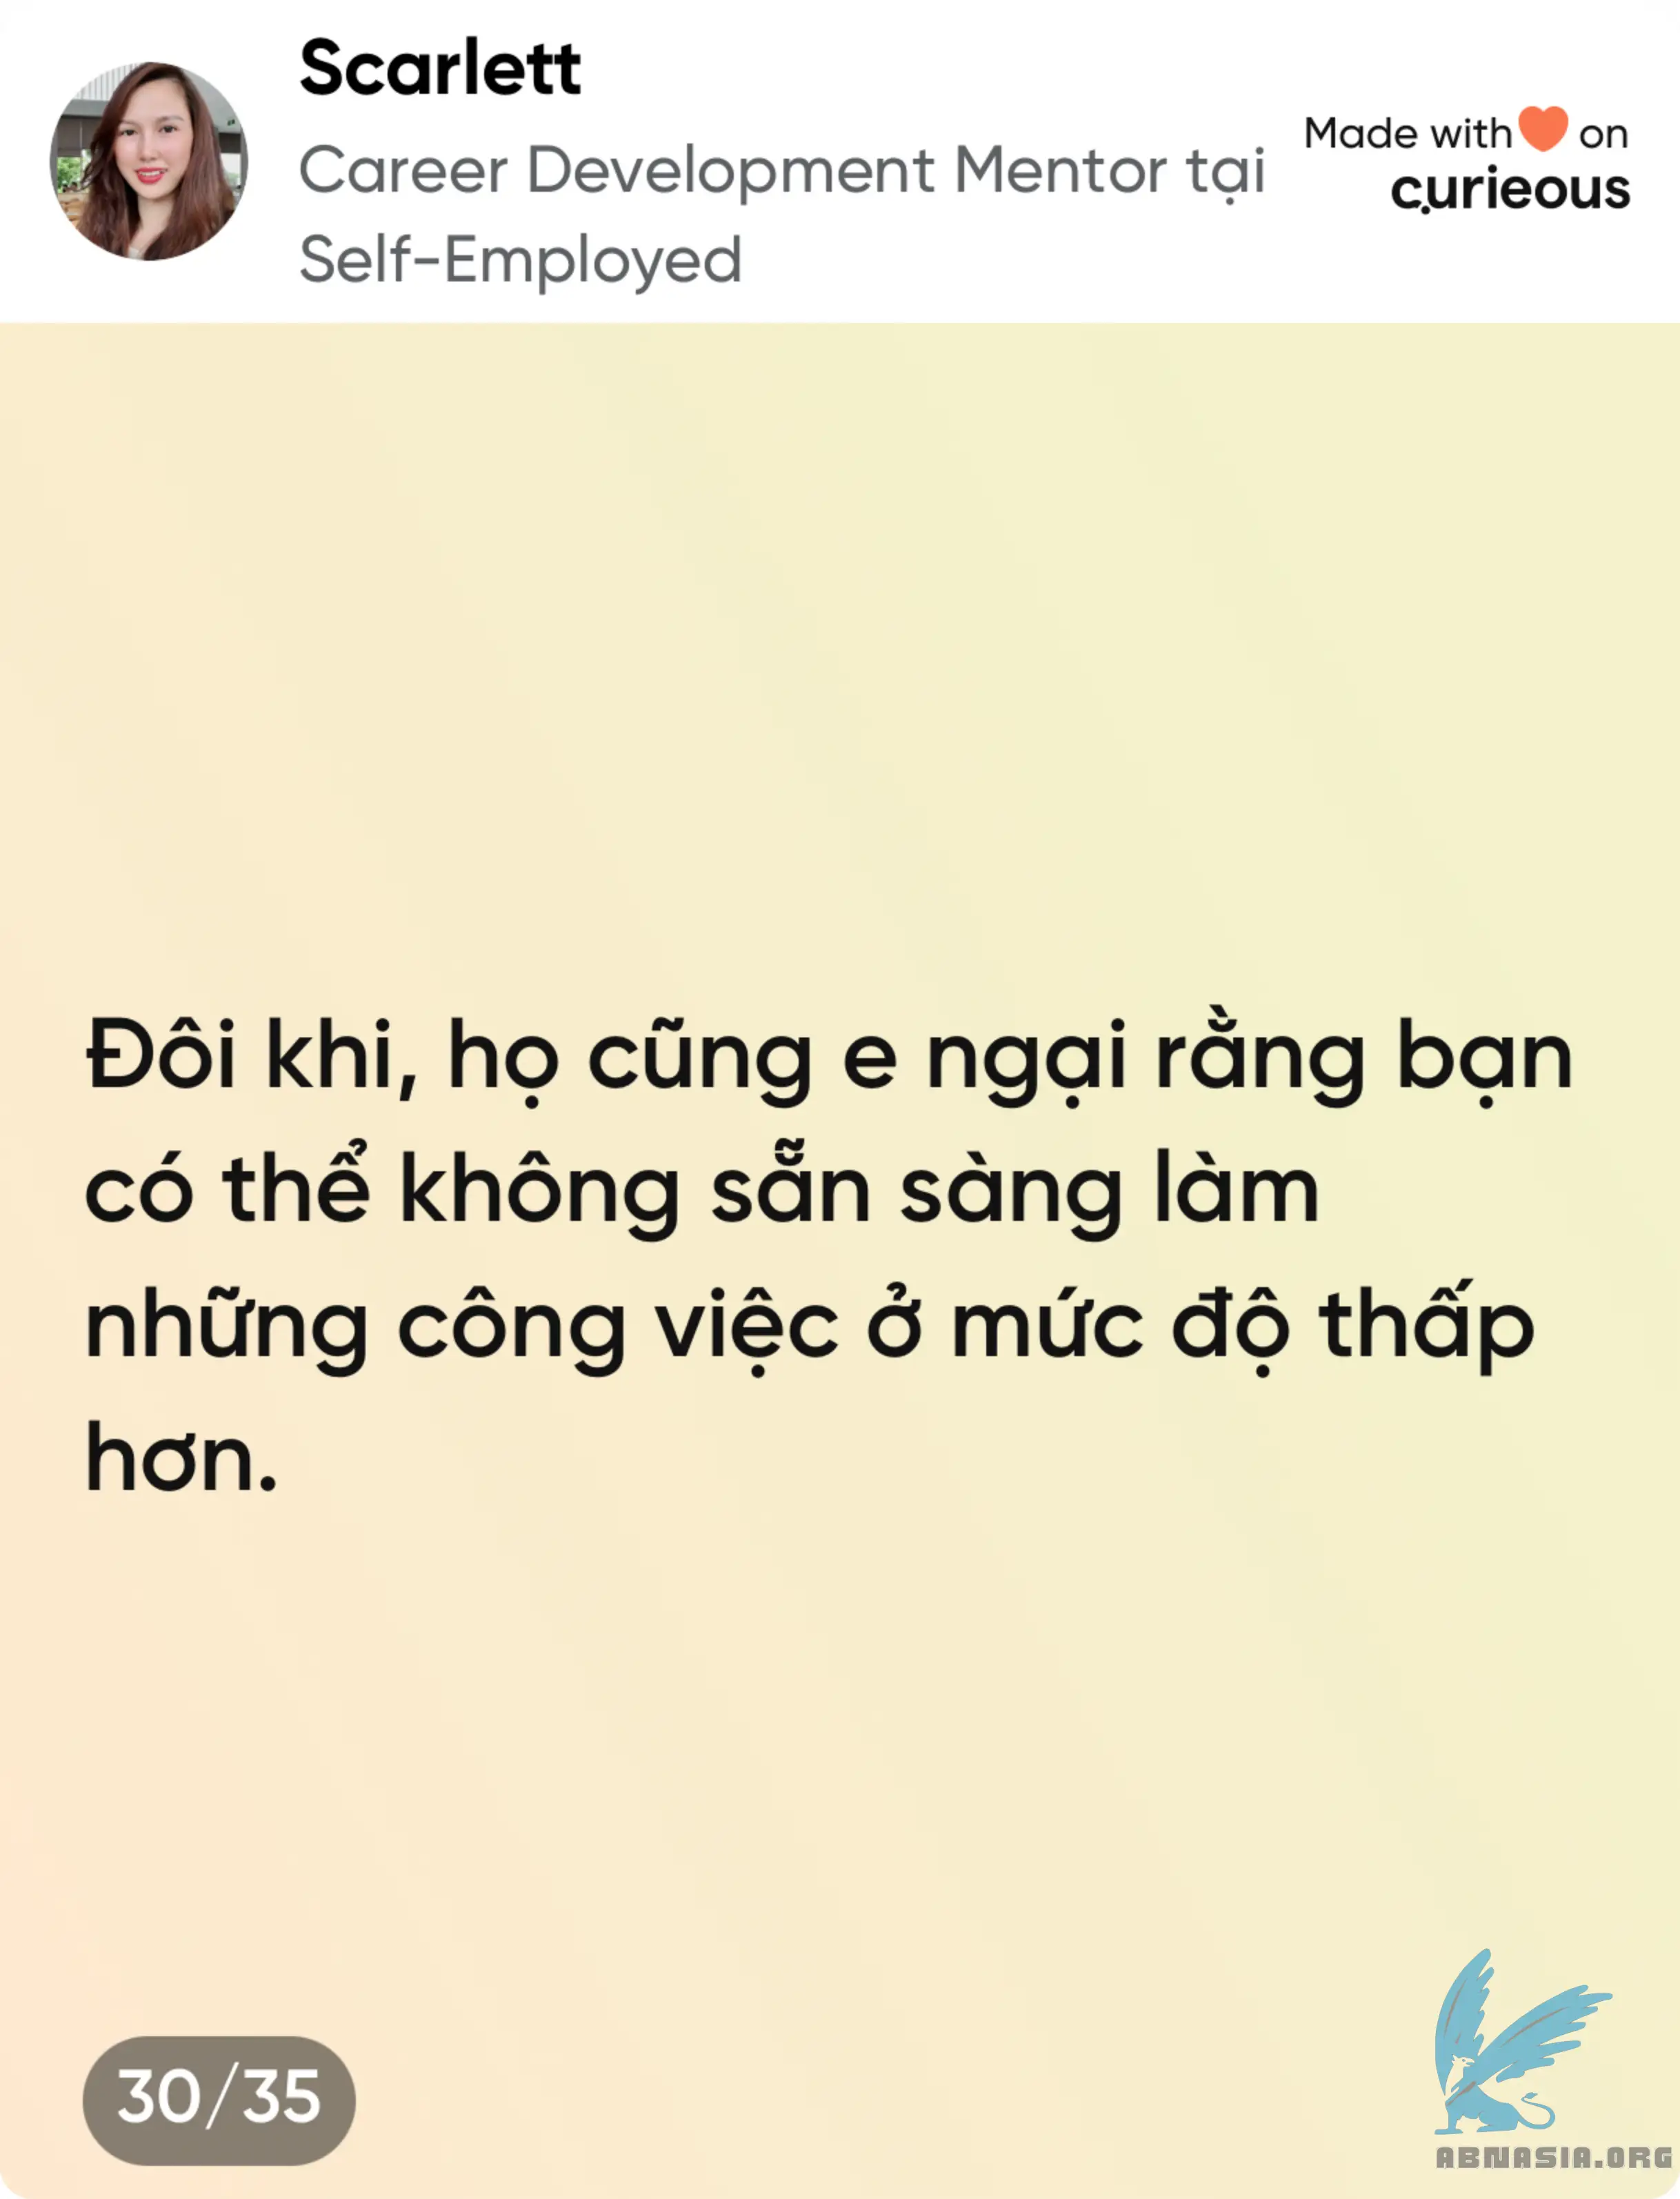 Scarlett
Career Development Mentor tại
Self-Employed
Made with on
curieous
Đôi khi, họ cũng e ngại rằng bạn
có thể không sẵn sàng làm
những công việc ở mức độ thấp
hơn.
30/35
ABNASIA.ORG